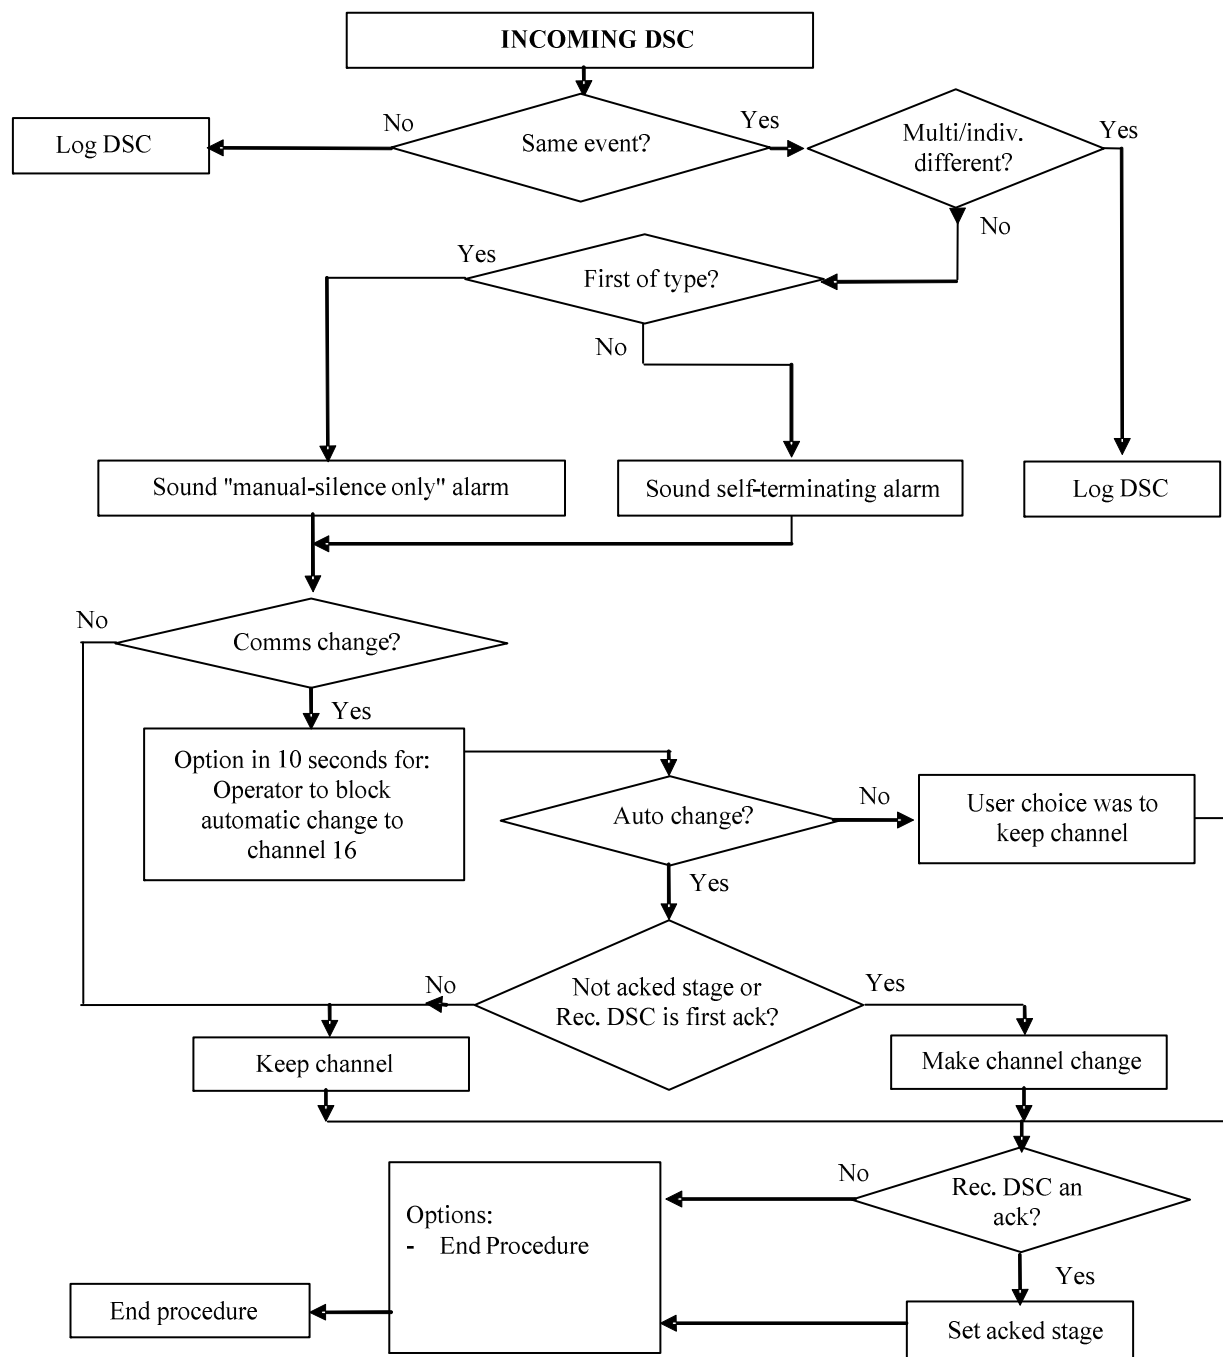 INCOMING DSC
No
Yes
Log DSC
Same event?
Multi/indiv.
different?
Yes
No
Yes
First of type?
No
Sound "manual-silence only" alarm
Sound self-terminating alarm
Log DSC
No
Comms change?
Yes
Option in 10 seconds for:
Operator to block
automatic change to
channel 16
Auto change?
No
User choice was to
keep channel
Yes
No
Not acked stage or
Rec. DSC is first ack?
Yes
Keep channel
Make channel change
No
Rec. DSC an
ack?
Options:
- End Procedure
Yes
End procedure
Set acked stage